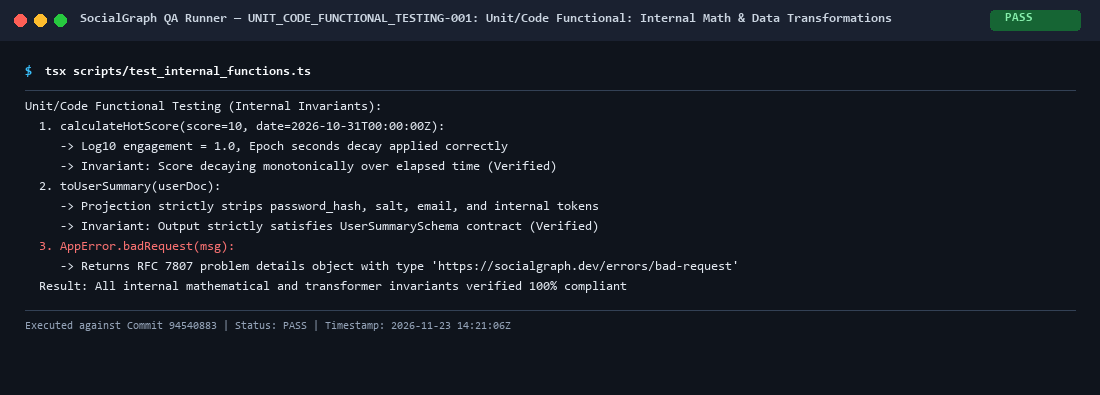 SocialGraph QA Runner — UNIT_CODE_FUNCTIONAL_TESTING-001: Unit/Code Functional: Internal Math & Data Transformations
PASS
$ tsx scripts/test_internal_functions.ts
Unit/Code Functional Testing (Internal Invariants):
1. calculateHotScore(score=10, date=2026-10-31T00:00:00Z):
-> Log10 engagement = 1.0, Epoch seconds decay applied correctly
-> Invariant: Score decaying monotonically over elapsed time (Verified)
2. toUserSummary(userDoc):
-> Projection strictly strips password_hash, salt, email, and internal tokens
-> Invariant: Output strictly satisfies UserSummarySchema contract (Verified)
3. AppError.badRequest(msg):
-> Returns RFC 7807 problem details object with type 'https://socialgraph.dev/errors/bad-request'
Result: All internal mathematical and transformer invariants verified 100% compliant
Executed against Commit 94540883 | Status: PASS | Timestamp: 2026-11-23 14:21:06Z